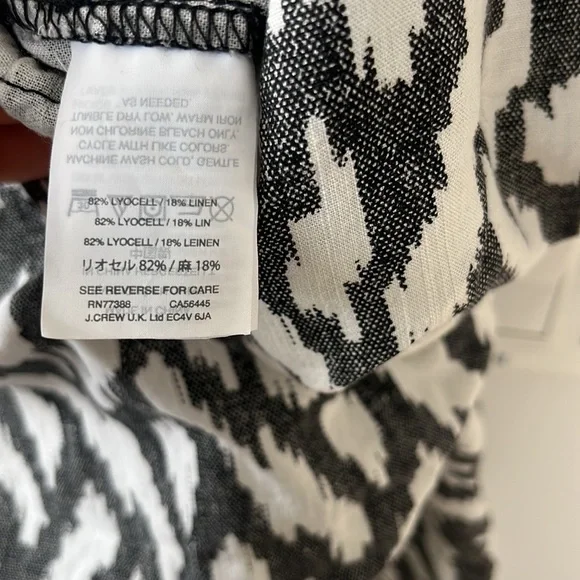 AS NEEDED.
TUMBLE DRY LOW, WARM IRON
NON CHLORINE BLEACH ONLY.
CYCLE WITH LIKE COLORS.
MACHINE WASH COLD, GENTLE
82% LYOCELL / 18% LINEN
82% LYOCELL / 18% LIN
82% LYOCELL / 18% LEINEN
リオセル 82% / 麻 18%
SEE REVERSE FOR CARE
RN77388 CA56445
J.CREW U.K. Ltd EC4V 6JA